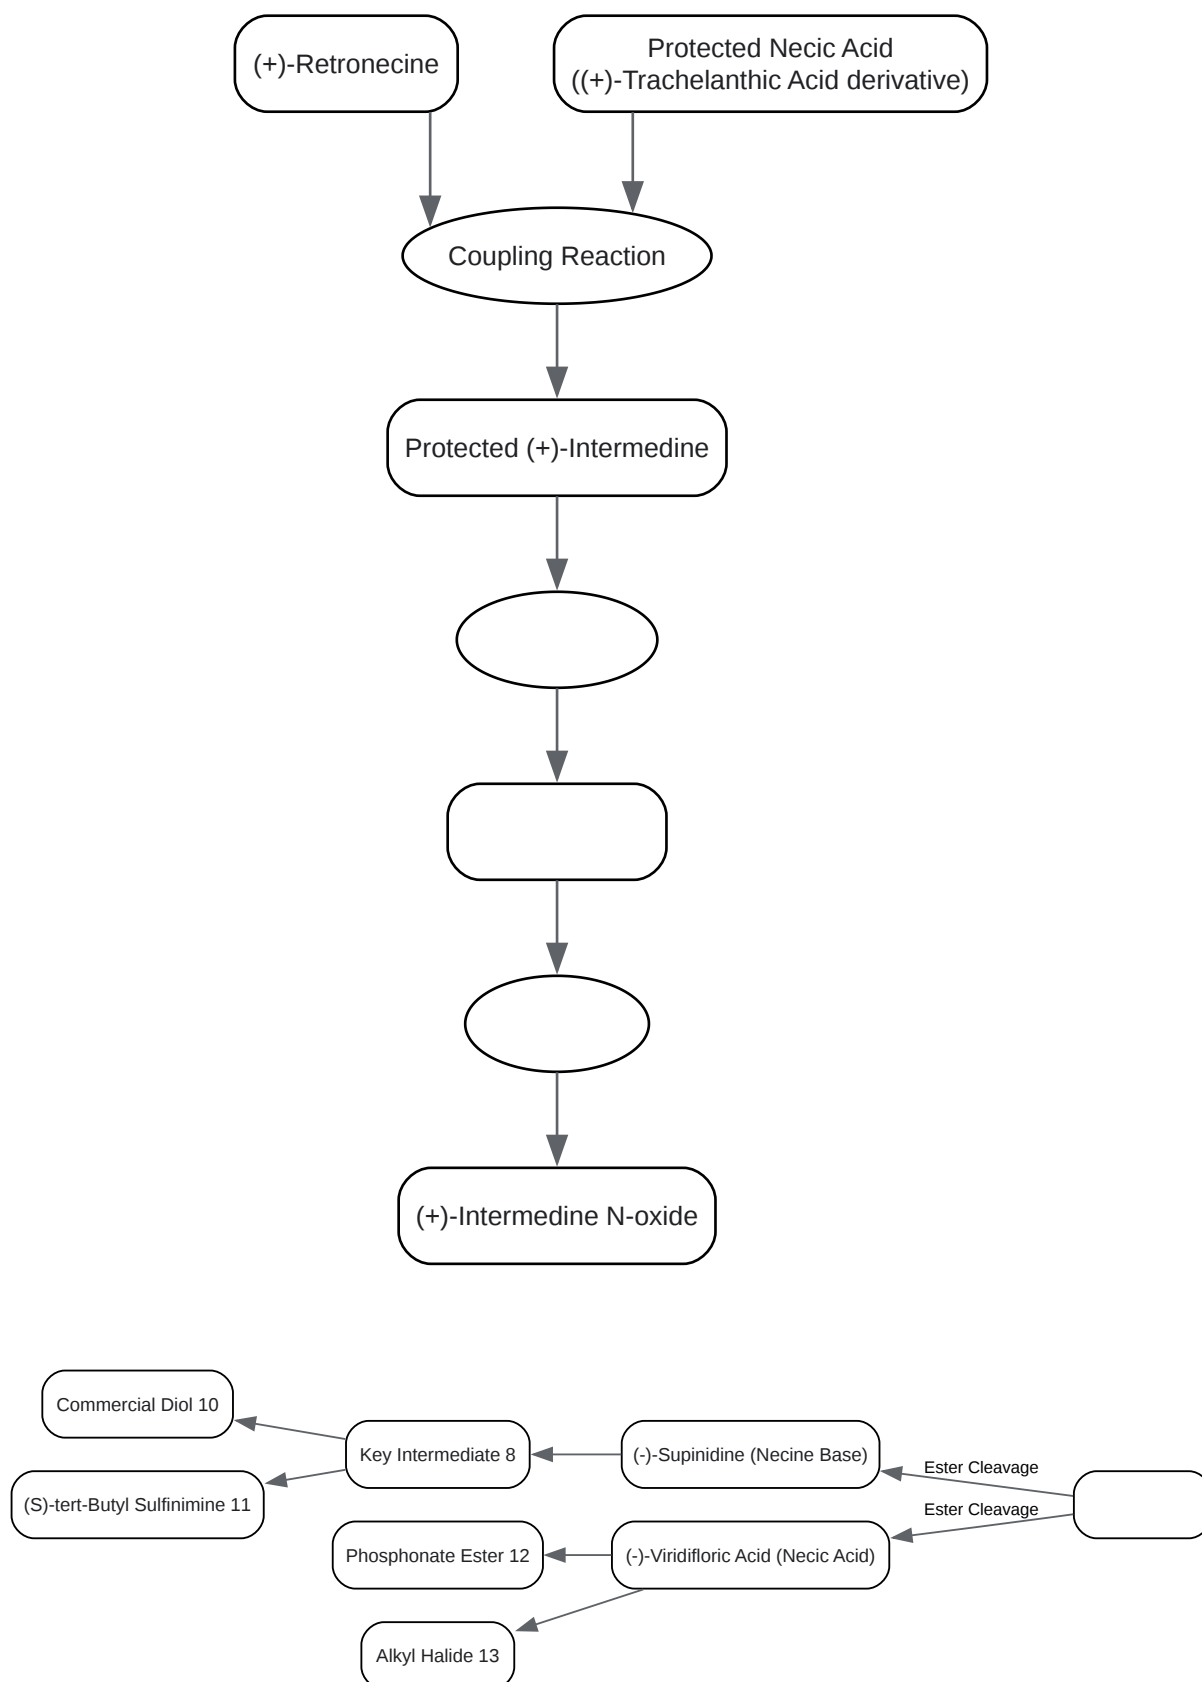 (+)-Retronecine
Protected Necic Acid
((+)-Trachelanthic Acid derivative)
Coupling Reaction
Protected (+)-Intermedine
(+)-Intermedine N-oxide
Commercial Diol 10
Key Intermediate 8
(-)-Supinidine (Necine Base)
Ester Cleavage
(S)-tert-Butyl Sulfinimine 11
Ester Cleavage
Phosphonate Ester 12
(-)-Viridifloric Acid (Necic Acid)
Alkyl Halide 13